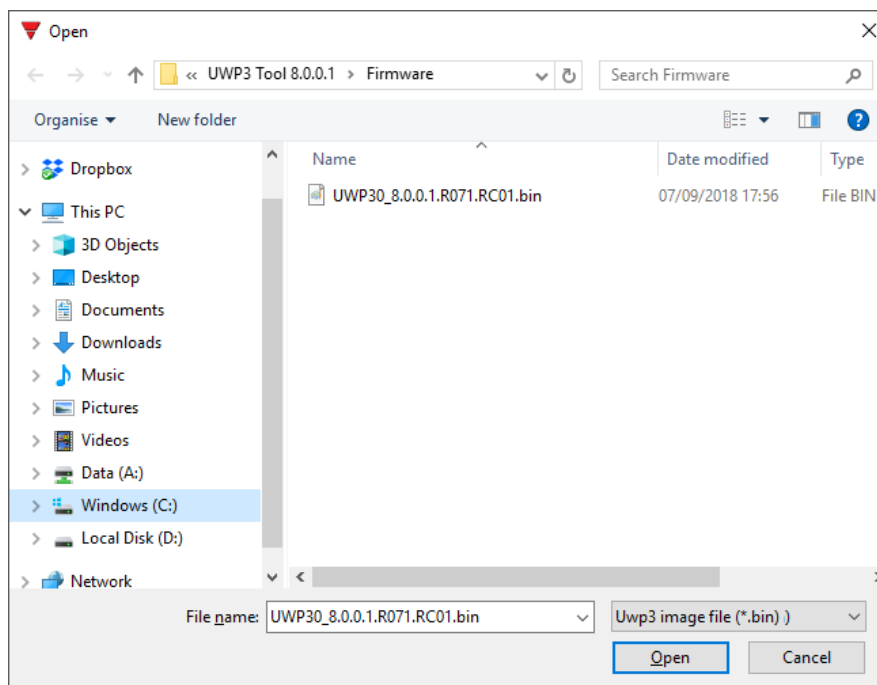 Open
« UWP3 Tool 8.0.0.1 › Firmware
Search Firmware
Organise
New folder
Name
Date modified
Type
UWP30_8.0.0.1.R071.RC01.bin
07/09/2018 17:56
File BIN
Dropbox
This PC
3D Objects
Desktop
Documents
Downloads
Music
Pictures
Videos
Data (A:)
Windows (C:)
Local Disk (D:)
Network
File name:
UWP30_8.0.0.1.R071.RC01.bin
Uwp3 image file (*.bin) )
Open
Cancel